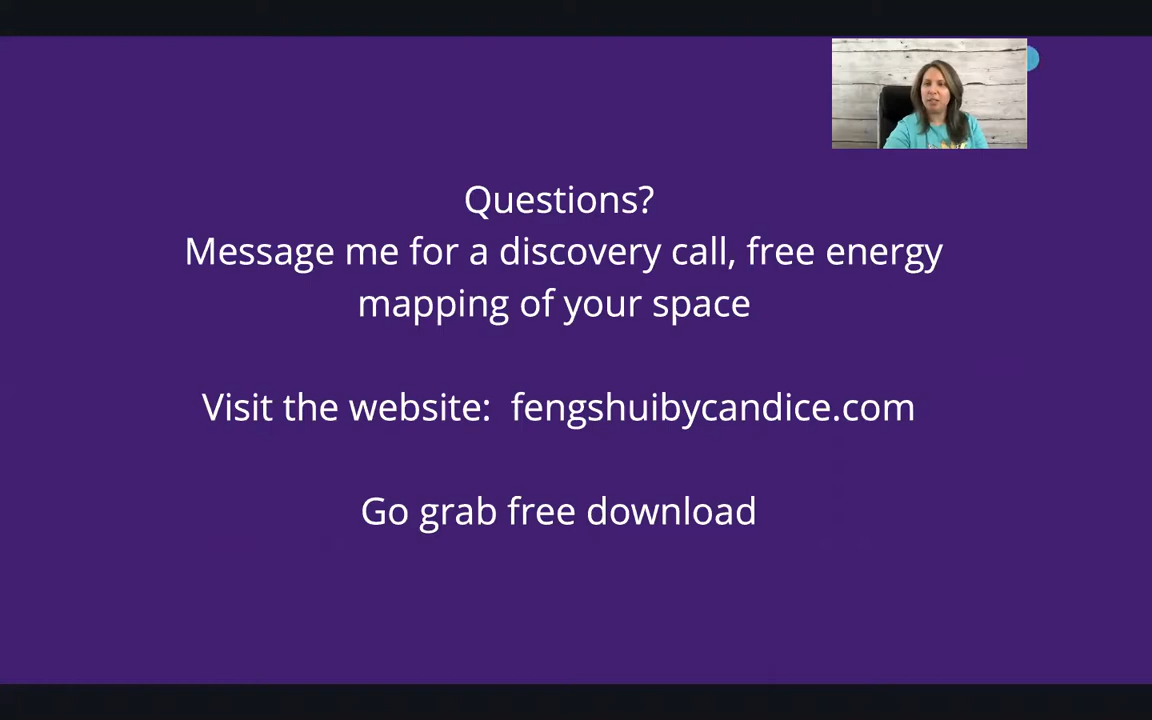 Questions?
Message me for a discovery call, free energy
mapping of your space
Visit the website:  fengshuibycandice.com
Go grab free download